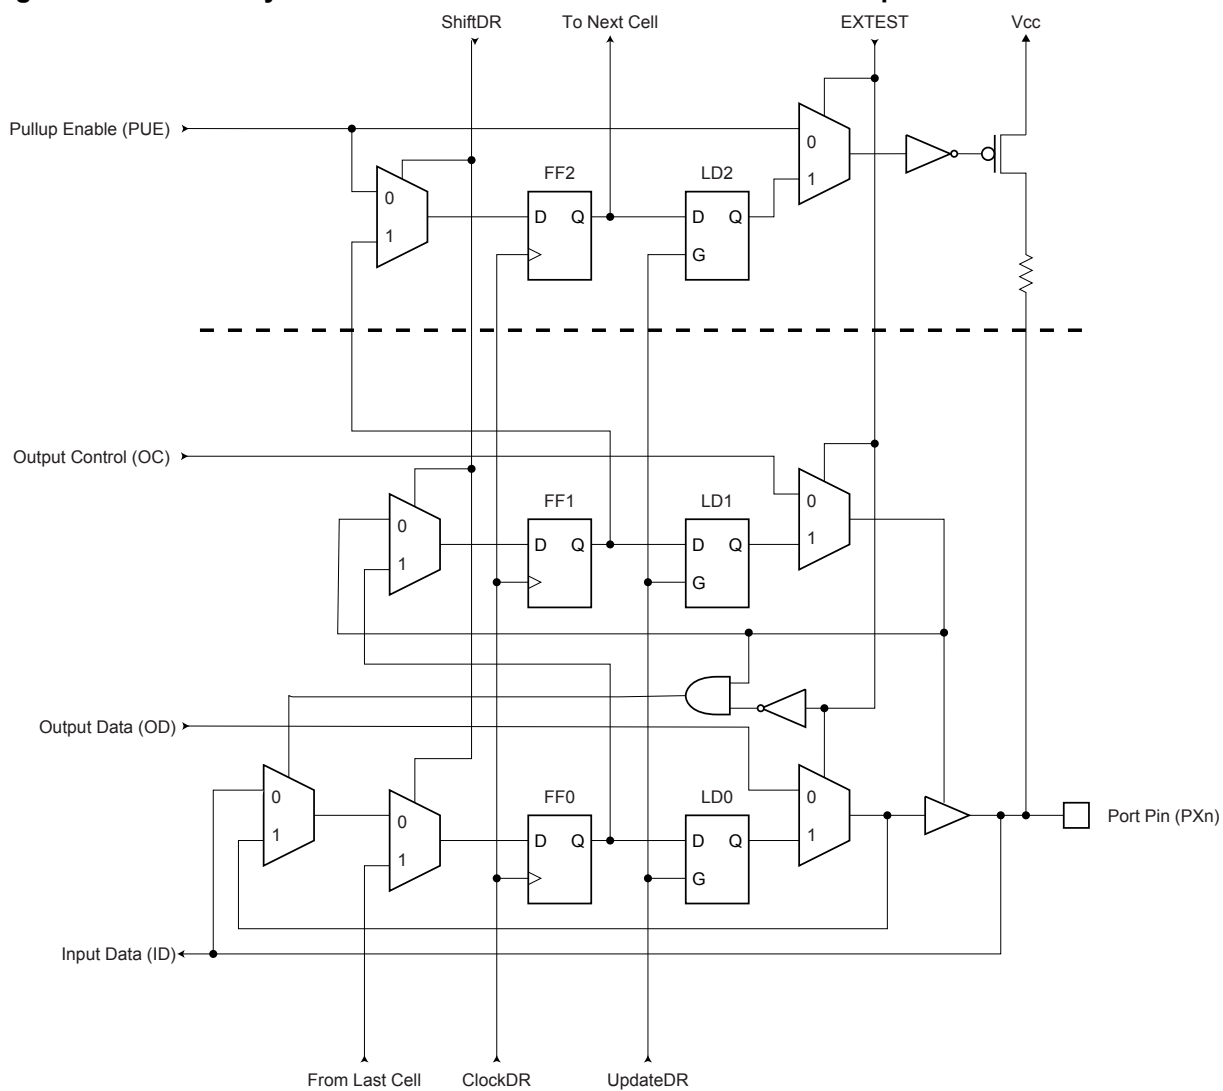 ShiftDR To Next Cell EXTEST Vcc
Pullup Enable (PUE)
0
1
0
1
FF2 LD2
D Q D Q
G
Output Control (OC)
0
1
0
1
FF1 LD1
D Q D Q
G
Output Data (OD)
0
1
0
1
0
1
FF0 LD0
D Q D Q
G
Port Pin (PXn)
Input Data (ID)
From Last Cell ClockDR UpdateDR